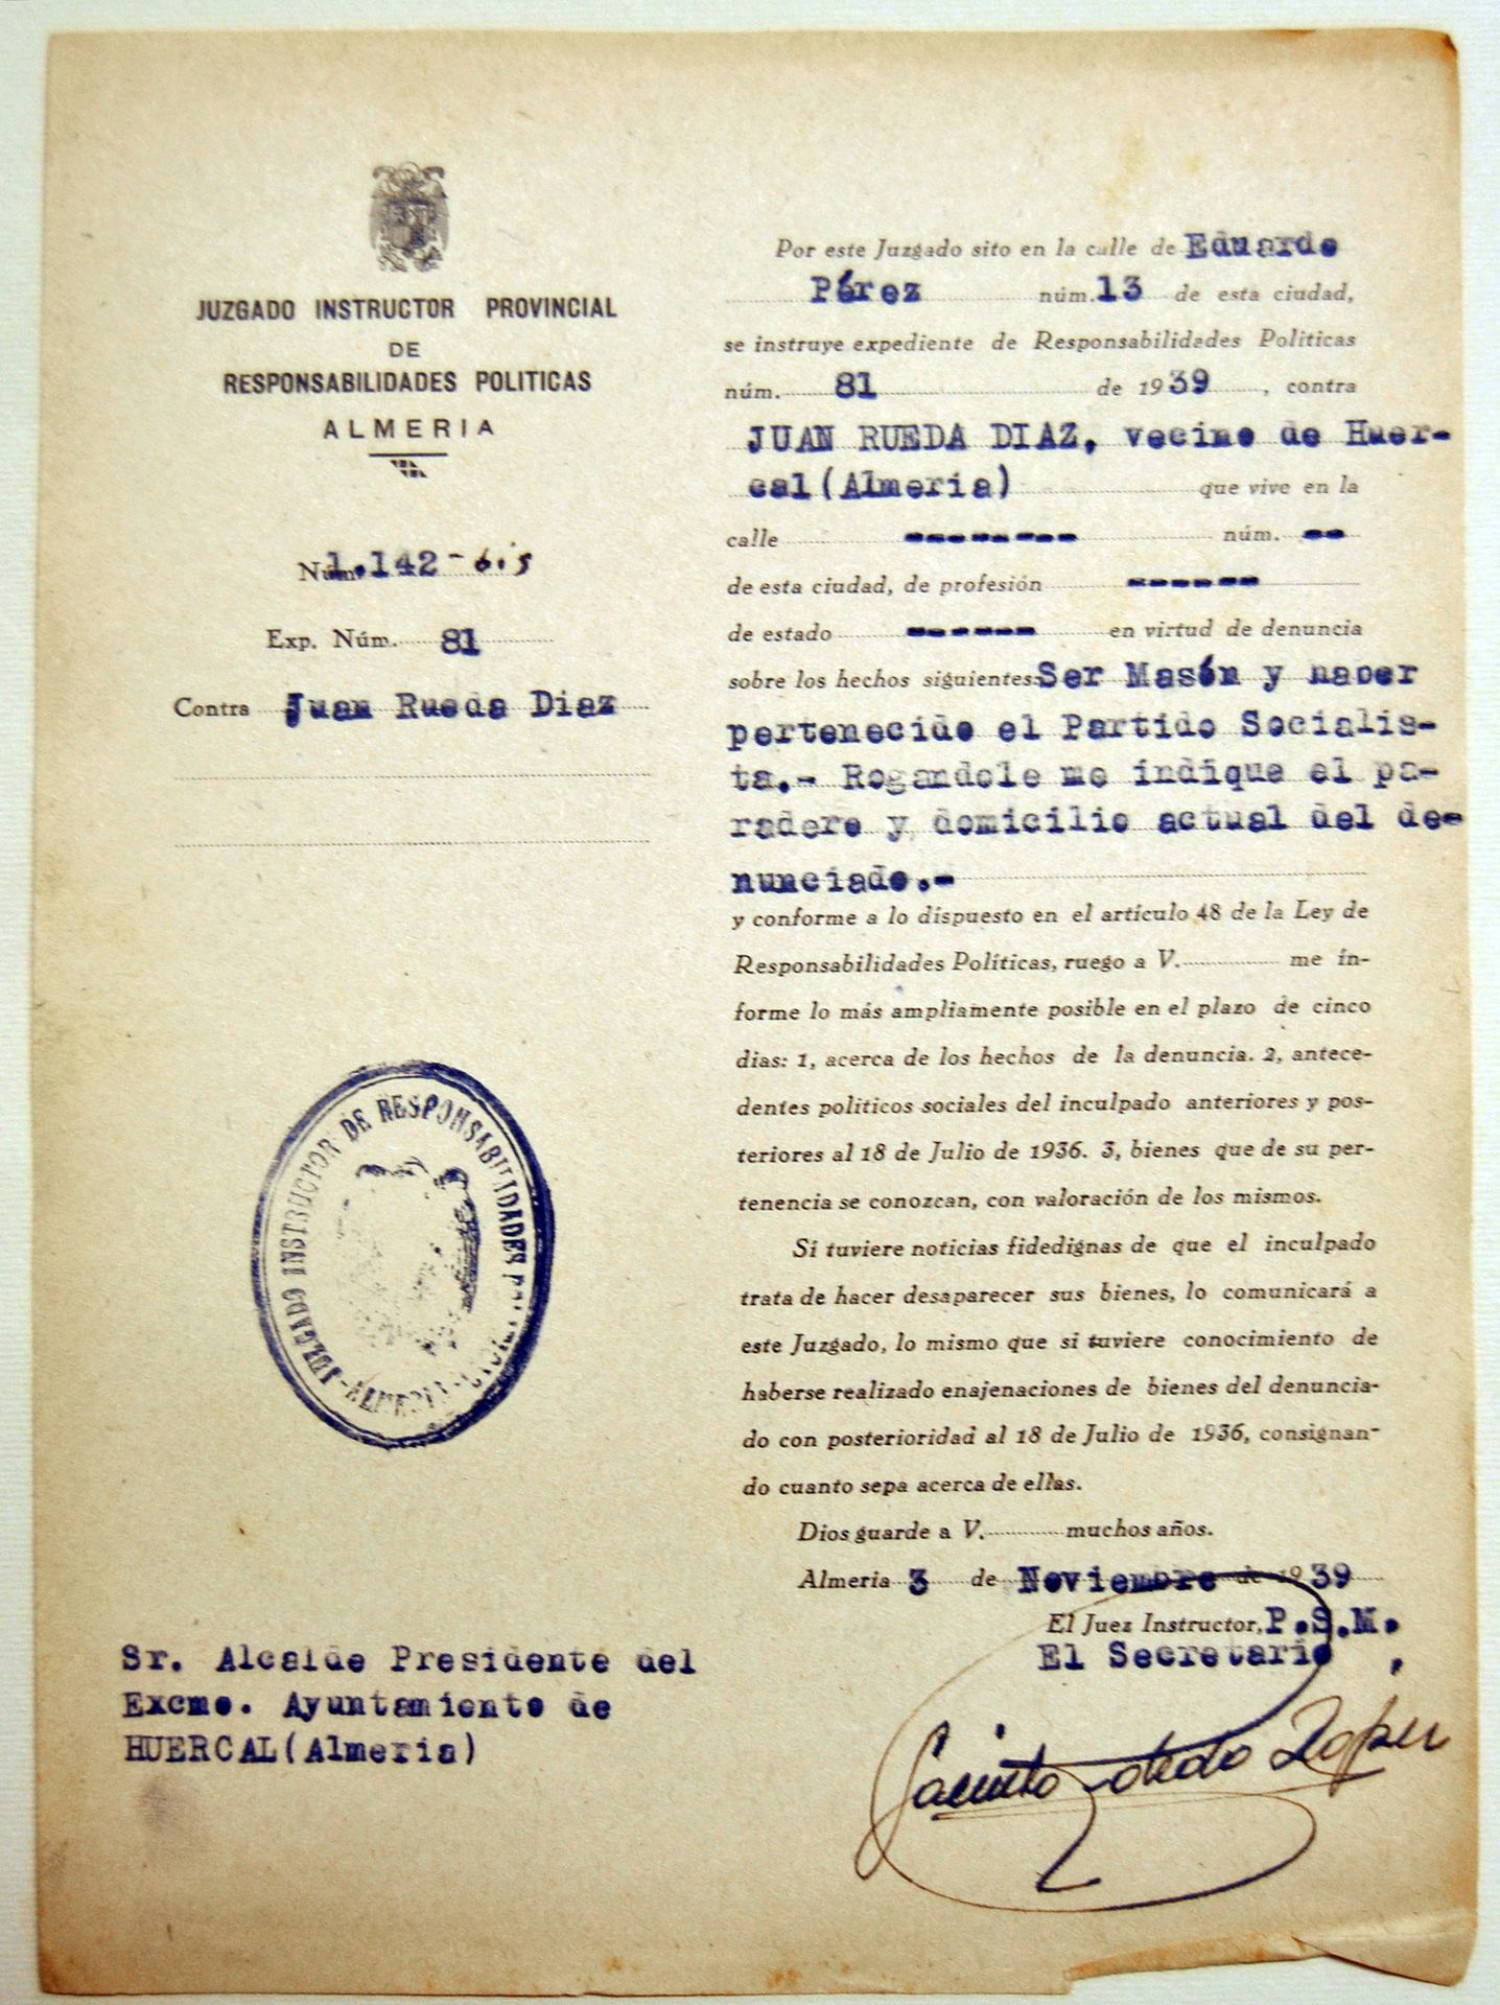 JUZGADO INSTRUCTOR PROVINCIAL
DE
RESPONSABILIDADES POLITICAS
ALMERIA
Núm. 1.142-bis
Exp. Núm. 81
Contra Juan Rueda Diaz
JUZGADO INSTRUCTOR DE RESPONSABILIDADES
Sr. Alcalde Presidente del
Excmo. Ayuntamiento de
HUERCAL(Almeria)
Por este Juzgado sito en la calle de Eduardo
Pérez núm. 13 de esta ciudad,
se instruye expediente de Responsabilidades Politicas
núm. 81 de 1939, contra
JUAN RUEDA DIAZ, vecino de Huer-
cal(Almeria) que vive en la
calle -------- núm. --
de esta ciudad, de profesión ------
de estado ------ en virtud de denuncia
sobre los hechos siguientes: Ser Masón y haber
pertenecido el Partido Socialis-
ta.- Rogandole me indique el pa-
radero y domicilio actual del de-
nunciado.-
y conforme a lo dispuesto en el artículo 48 de la Ley de
Responsabilidades Políticas, ruego a V. me in-
forme lo más ampliamente posible en el plazo de cinco
dias: 1, acerca de los hechos de la denuncia. 2, antece-
dentes politicos sociales del inculpado anteriores y pos-
teriores al 18 de Julio de 1936. 3, bienes que de su per-
tenencia se conozcan, con valoración de los mismos.
Si tuviere noticias fidedignas de que el inculpado
trata de hacer desaparecer sus bienes, lo comunicará a
este Juzgado, lo mismo que si tuviere conocimiento de
haberse realizado enajenaciones de bienes del denuncia-
do con posterioridad al 18 de Julio de 1936, consignan-
do cuanto sepa acerca de ellas.
Dios guarde a V. muchos años.
Almeria 3 de Noviembre de 1939
El Juez Instructor, P.S.M.
El Secretario ,
Jacinto López